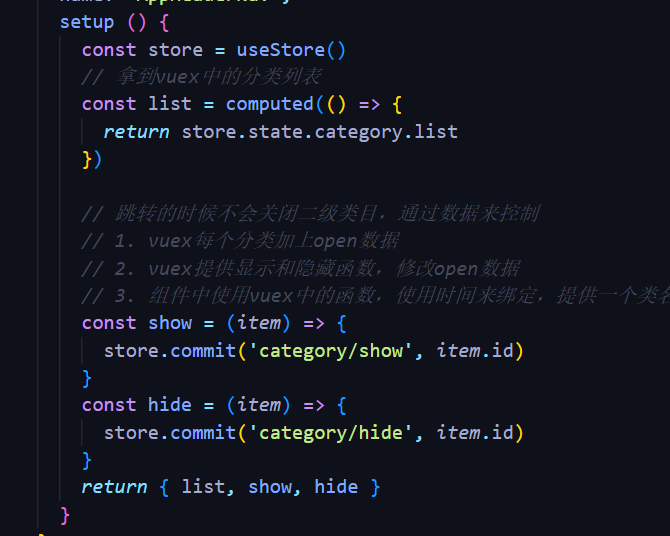 setup () {
const store = useStore()
// 拿到vuex中的分类列表
const list = computed(() => {
return store.state.category.list
})
// 跳转的时候不会关闭二级类目，通过数据来控制
// 1. vuex每个分类加上open数据
// 2. vuex提供显示和隐藏函数，修改open数据
// 3. 组件中使用vuex中的函数，使用时间来绑定，提供一个类名
const show = (item) => {
store.commit('category/show', item.id)
}
const hide = (item) => {
store.commit('category/hide', item.id)
}
return { list, show, hide }
}